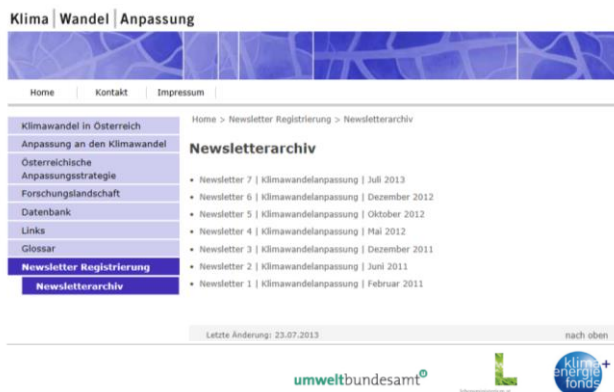 Klima Wandel Anpassung
Home Kontakt Impressum
Klimawandel in Österreich
Anpassung an den Klimawandel
Österreichische
Anpassungsstrategie
Forschungslandschaft
Datenbank
Links
Glossar
Newsletter Registrierung
Newsletterarchiv
Home > Newsletter Registrierung > Newsletterarchiv
Newsletterarchiv
• Newsletter 7 | Klimawandelanpassung | Juli 2013
• Newsletter 6 | Klimawandelanpassung | Dezember 2012
• Newsletter 5 | Klimawandelanpassung | Oktober 2012
• Newsletter 4 | Klimawandelanpassung | Mai 2012
• Newsletter 3 | Klimawandelanpassung | Dezember 2011
• Newsletter 2 | Klimawandelanpassung | Juni 2011
• Newsletter 1 | Klimawandelanpassung | Februar 2011
Letzte Änderung: 23.07.2013 nach oben
umweltbundesamt
klima+
energie
fonds